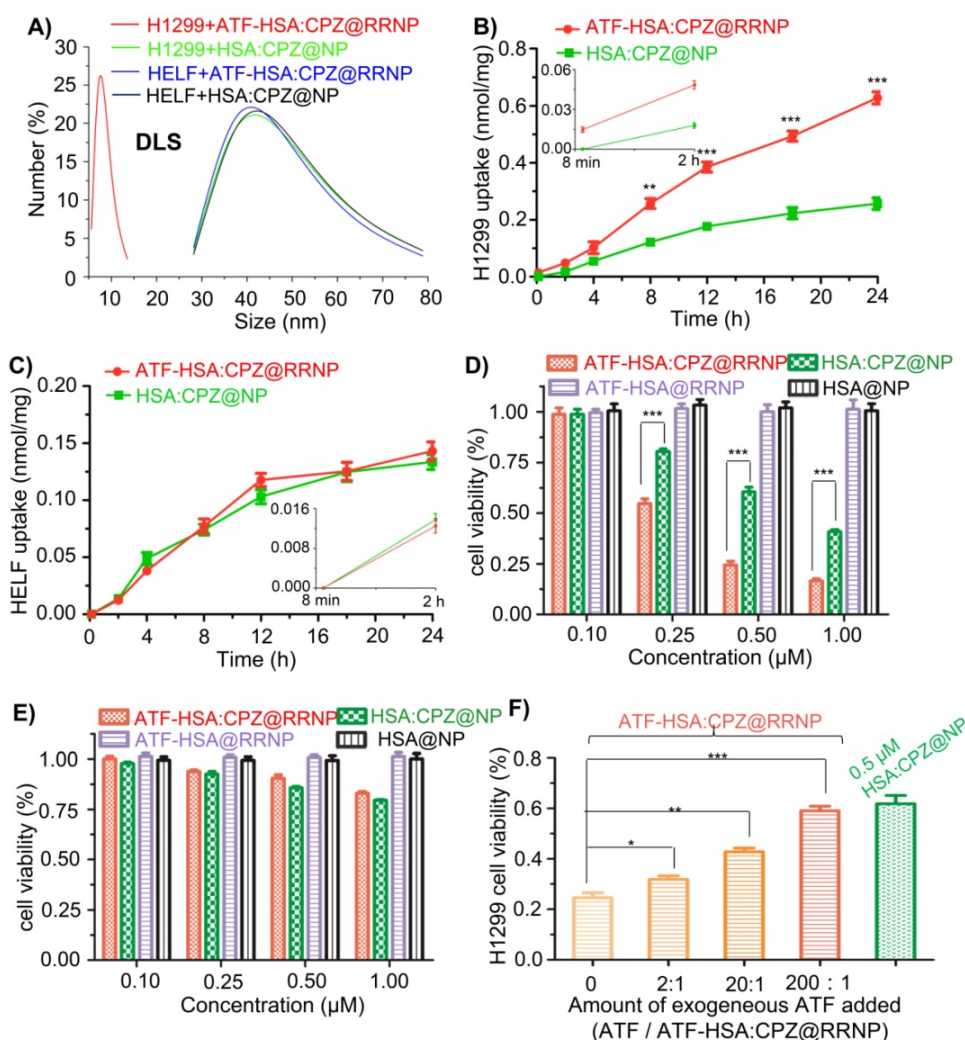 A)
H1299+ATF-HSA:CPZ@RRNP
H1299+HSA:CPZ@NP
HELF+ATF-HSA:CPZ@RRNP
HELF+HSA:CPZ@NP
DLS
Number (%)
30
25
20
15
10
5
0
10 20 30 40 50 60 70 80
Size (nm)
B)
ATF-HSA:CPZ@RRNP
HSA:CPZ@NP
H1299 uptake (nmol/mg)
0.8
0.6
0.4
0.2
0.0
0.06
0.03
0.00
8 min 2 h
**
***
***
***
0 4 8 12 16 20 24
Time (h)
C)
ATF-HSA:CPZ@RRNP
HSA:CPZ@NP
HELF uptake (nmol/mg)
0.20
0.15
0.10
0.05
0.00
0.016
0.008
0.000
8 min 2 h
0 4 8 12 16 20 24
Time (h)
D)
ATF-HSA:CPZ@RRNP HSA:CPZ@NP
ATF-HSA@RRNP HSA@NP
cell viability (%)
1.00
0.75
0.50
0.25
0.00
***
***
***
0.10 0.25 0.50 1.00
Concentration (µM)
E)
ATF-HSA:CPZ@RRNP HSA:CPZ@NP
ATF-HSA@RRNP HSA@NP
cell viability (%)
1.00
0.75
0.50
0.25
0.00
0.10 0.25 0.50 1.00
Concentration (µM)
F)
ATF-HSA:CPZ@RRNP
0.5 µM
HSA:CPZ@NP
H1299 cell viability (%)
0.8
0.6
0.4
0.2
0.0
***
**
*
0 2:1 20:1 200 : 1
Amount of exogeneous ATF added
(ATF / ATF-HSA:CPZ@RRNP)